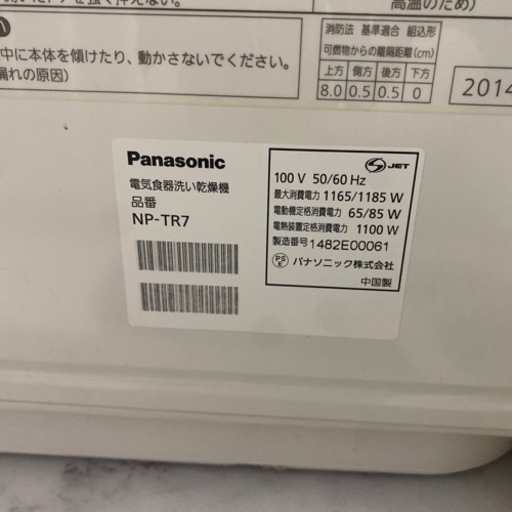 高温のため）
中に本体を傾けたり、動かさないでください。
漏れの原因）
消防法 基準適合 組込形
可燃物からの離隔距離(cm)
上方 側方 後方 下方
8.0 0.5 0.5 0
2014
Panasonic
電気食器洗い乾燥機
品番
NP-TR7
S JET
100 V 50/60 Hz
最大消費電力 1165/1185 W
電動機定格消費電力 65/85 W
電熱装置定格消費電力 1100 W
製造番号 1482E00061
PSE パナソニック株式会社
中国製